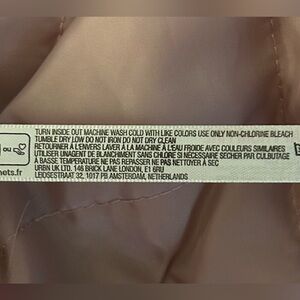 OU
nets.fr
TURN INSIDE OUT MACHINE WASH COLD WITH LIKE COLORS USE ONLY NON-CHLORINE BLEACH
TUMBLE DRY LOW DO NOT IRON DO NOT DRY CLEAN
RETOURNER À L'ENVERS LAVER À LA MACHINE À L'EAU FROIDE AVEC COULEURS SIMILAIRES
UTILISER UN AGENT DE BLANCHIMENT SANS CHLORE SI NÉCESSAIRE SECHER PAR CULBUTAGE
À BASSE TEMPERATURE NE PAS REPASSER NE PAS NETTOYER À SEC
URBN UK LTD. 146 BRICK LANE LONDON, E1 6RU
LEIDSESTRAAT 32, 1017 PB AMSTERDAM, NETHERLANDS